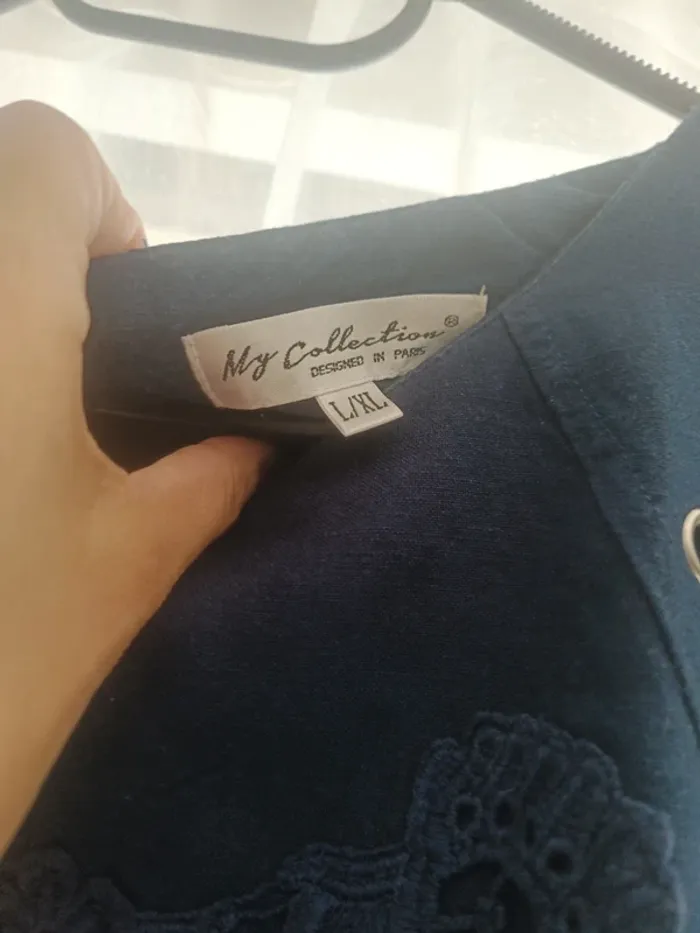 My Collection®
DESIGNED IN PARIS
L/XL